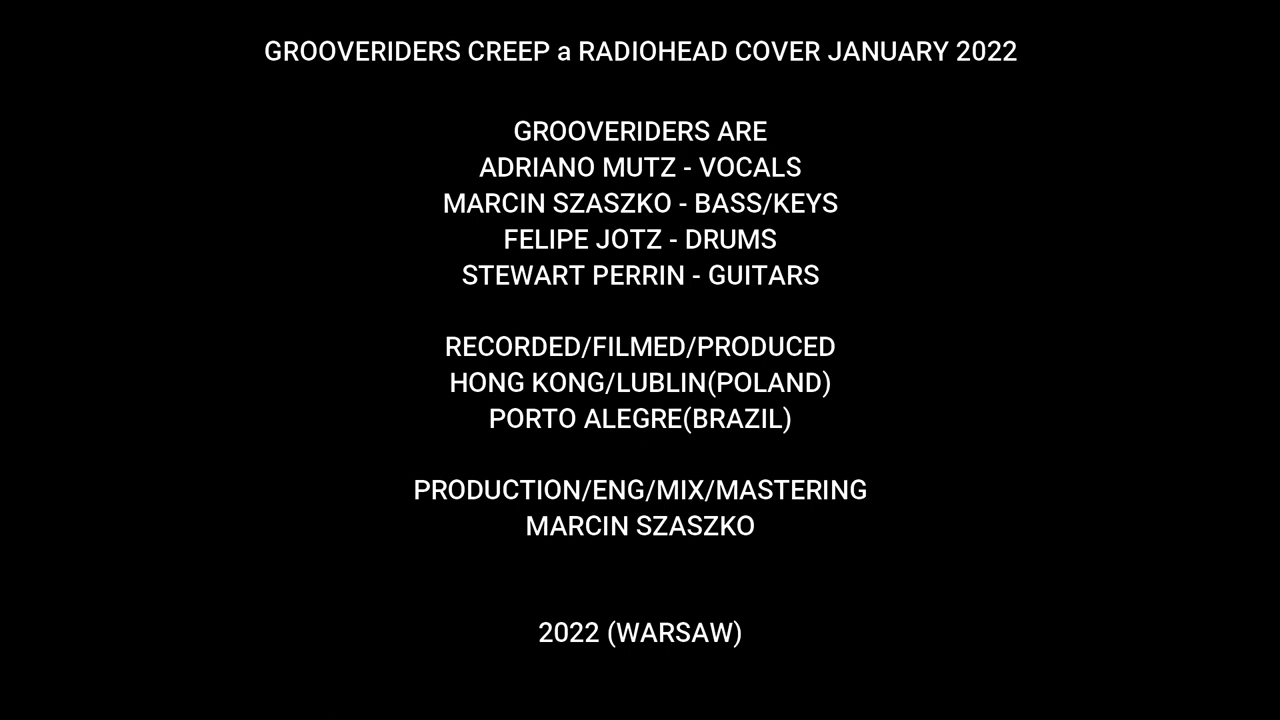 GROOVERIDERS CREEP a RADIOHEAD COVER JANUARY 2022
GROOVERIDERS ARE
ADRIANO MUTZ - VOCALS
MARCIN SZASZKO - BASS/KEYS
FELIPE JOTZ - DRUMS
STEWART PERRIN - GUITARS
RECORDED/FILMED/PRODUCED
HONG KONG/LUBLIN(POLAND)
PORTO ALEGRE(BRAZIL)
PRODUCTION/ENG/MIX/MASTERING
MARCIN SZASZKO
2022 (WARSAW)